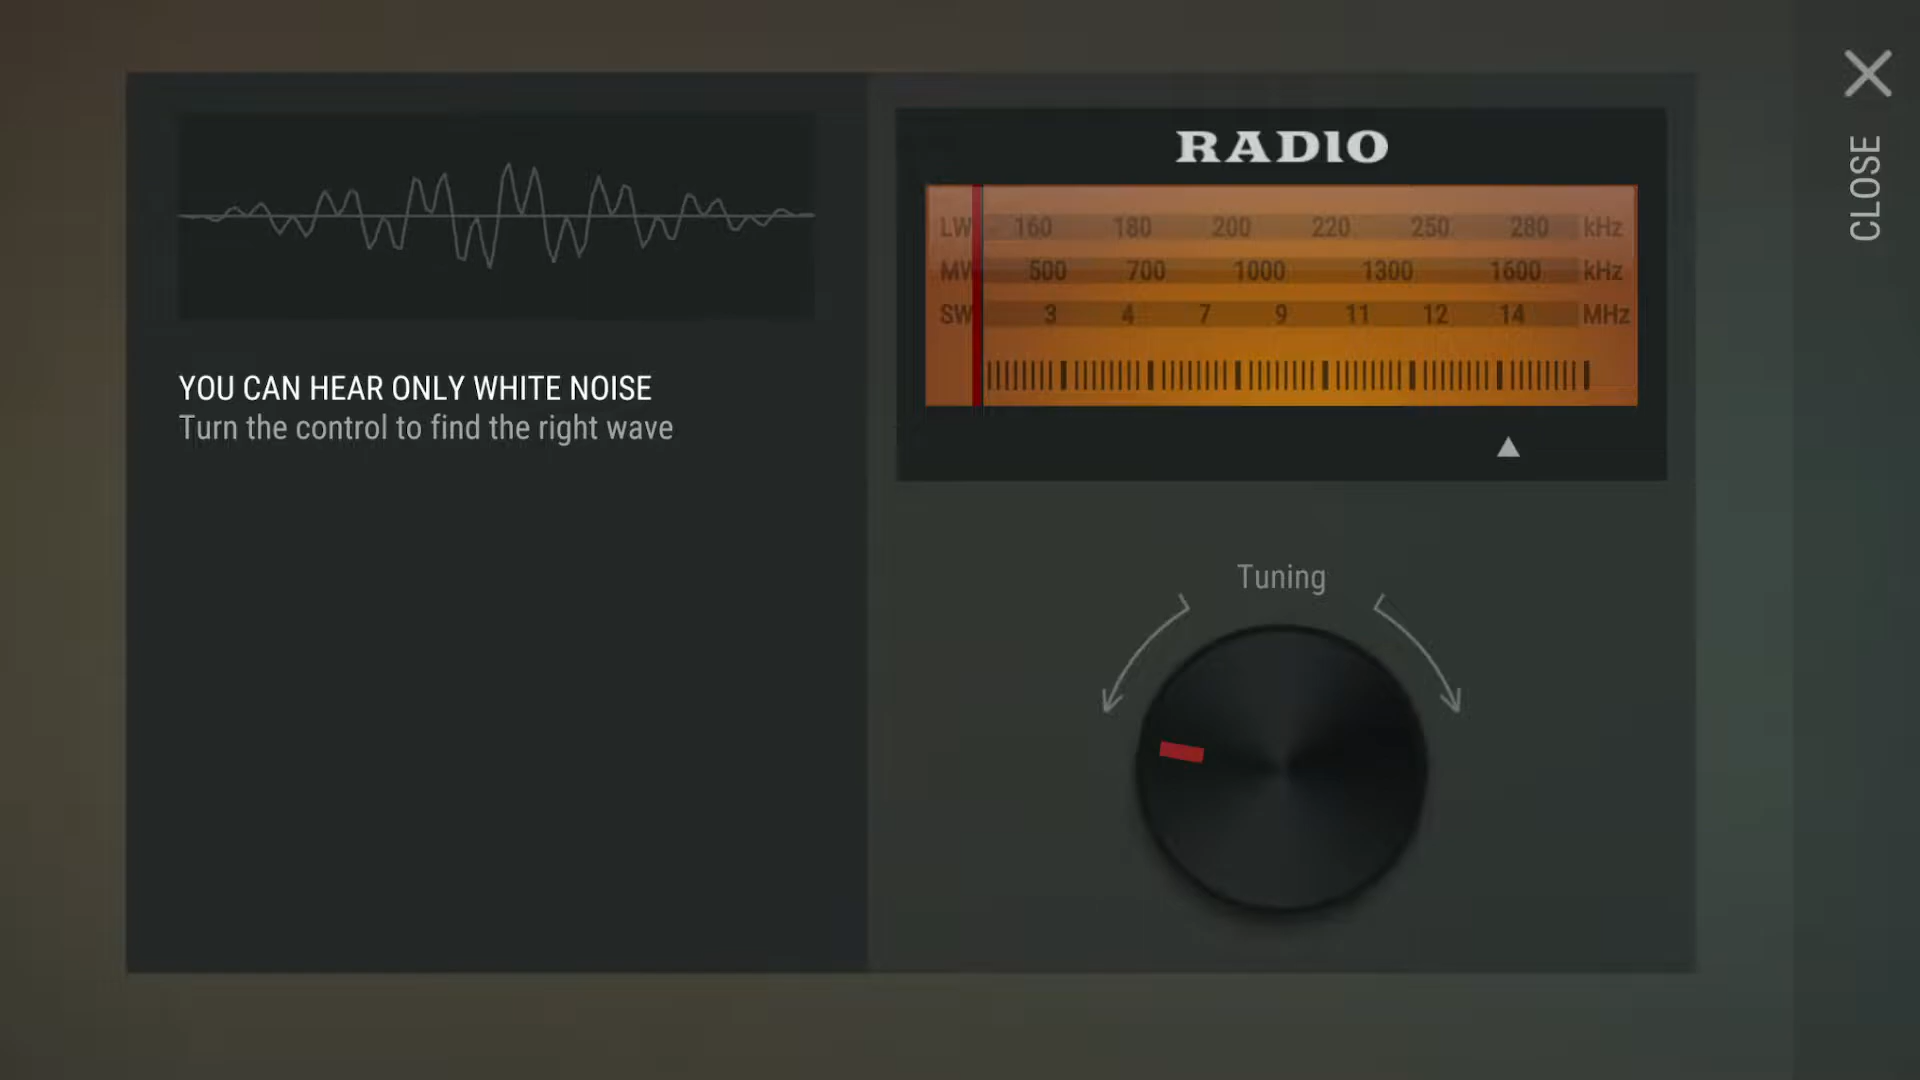 RADIO
CLOSE
LW 160 180 200 220 250 280 kHz
MW 500 700 1000 1300 1600 kHz
SW 3 4 7 9 11 12 14 MHz
YOU CAN HEAR ONLY WHITE NOISE
Turn the control to find the right wave
Tuning